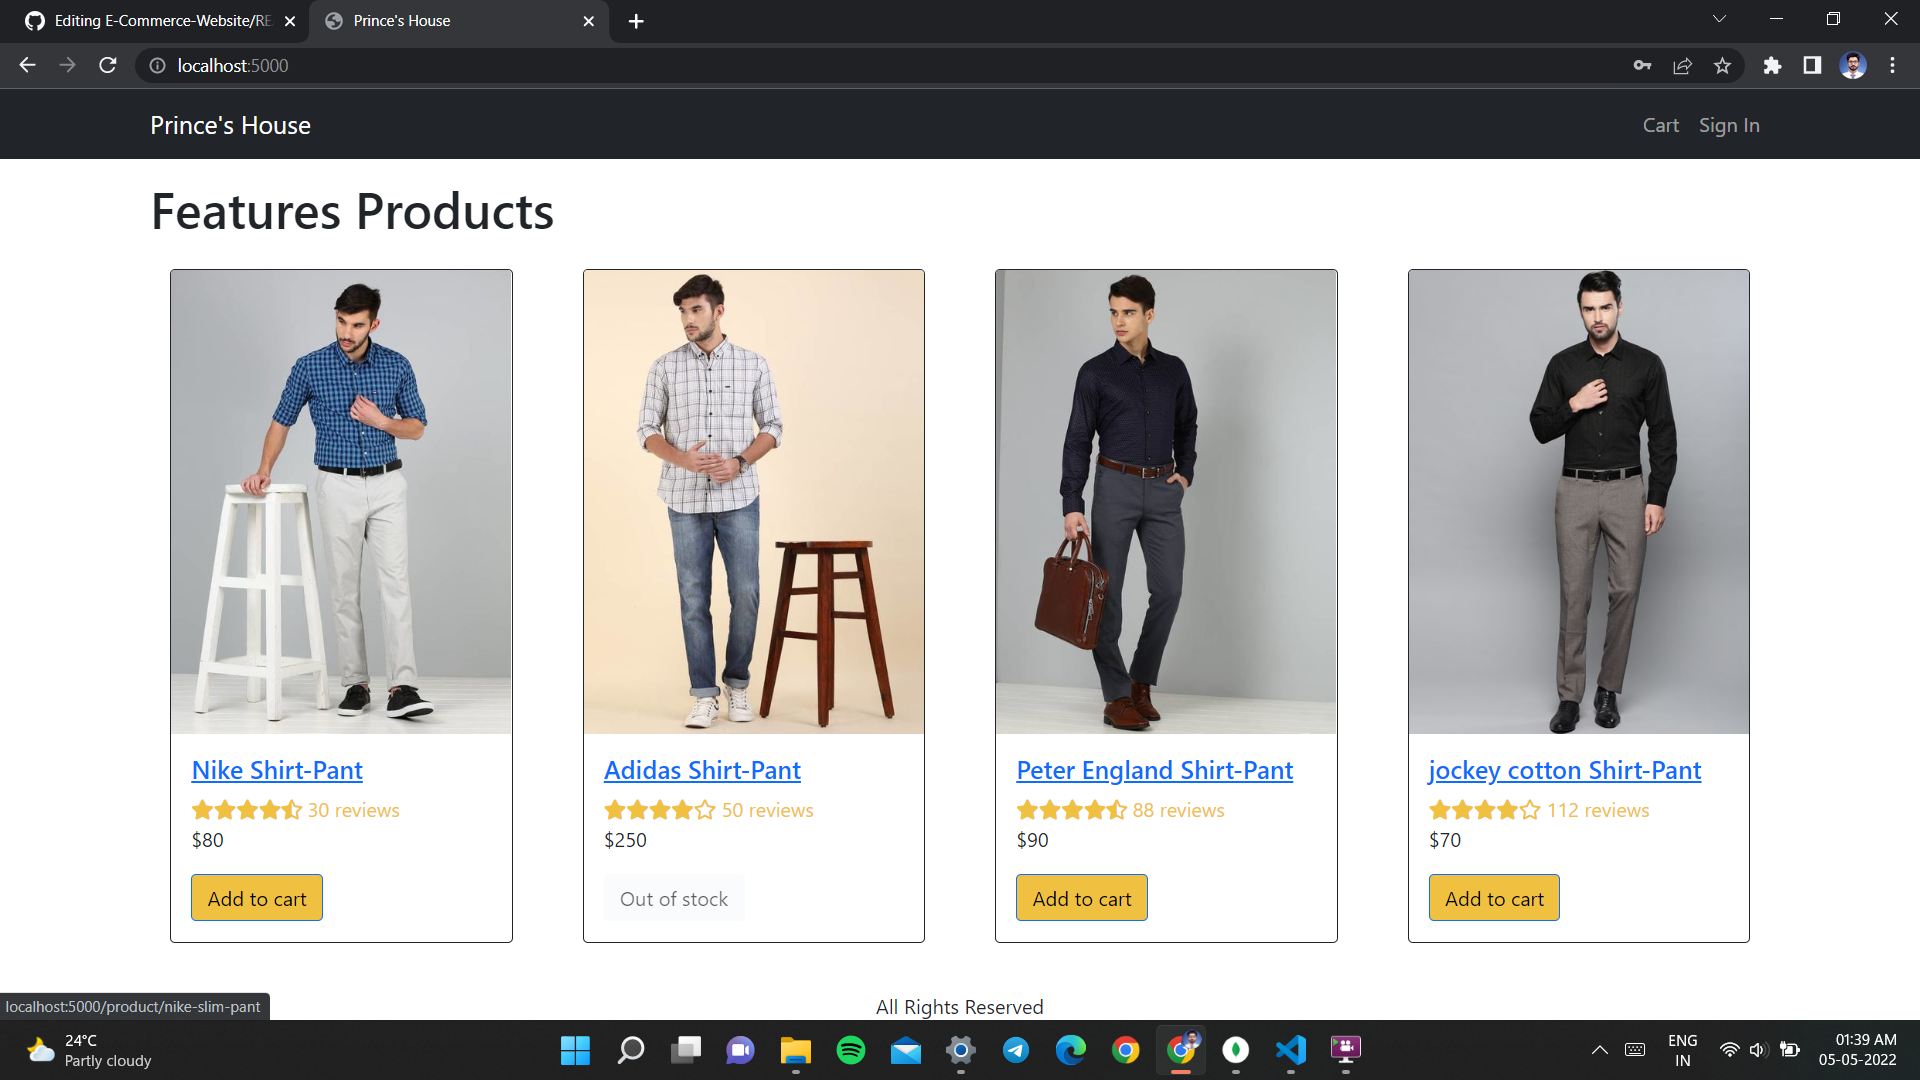 Editing E-Commerce-Website/RE
Prince's House
localhost:5000
Prince's House
Cart
Sign In
Features Products
Nike Shirt-Pant
30 reviews
$80
Add to cart
Adidas Shirt-Pant
50 reviews
$250
Out of stock
Peter England Shirt-Pant
88 reviews
$90
Add to cart
jockey cotton Shirt-Pant
112 reviews
$70
Add to cart
All Rights Reserved
localhost:5000/product/nike-slim-pant
24°C
Partly cloudy
ENG
IN
01:39 AM
05-05-2022